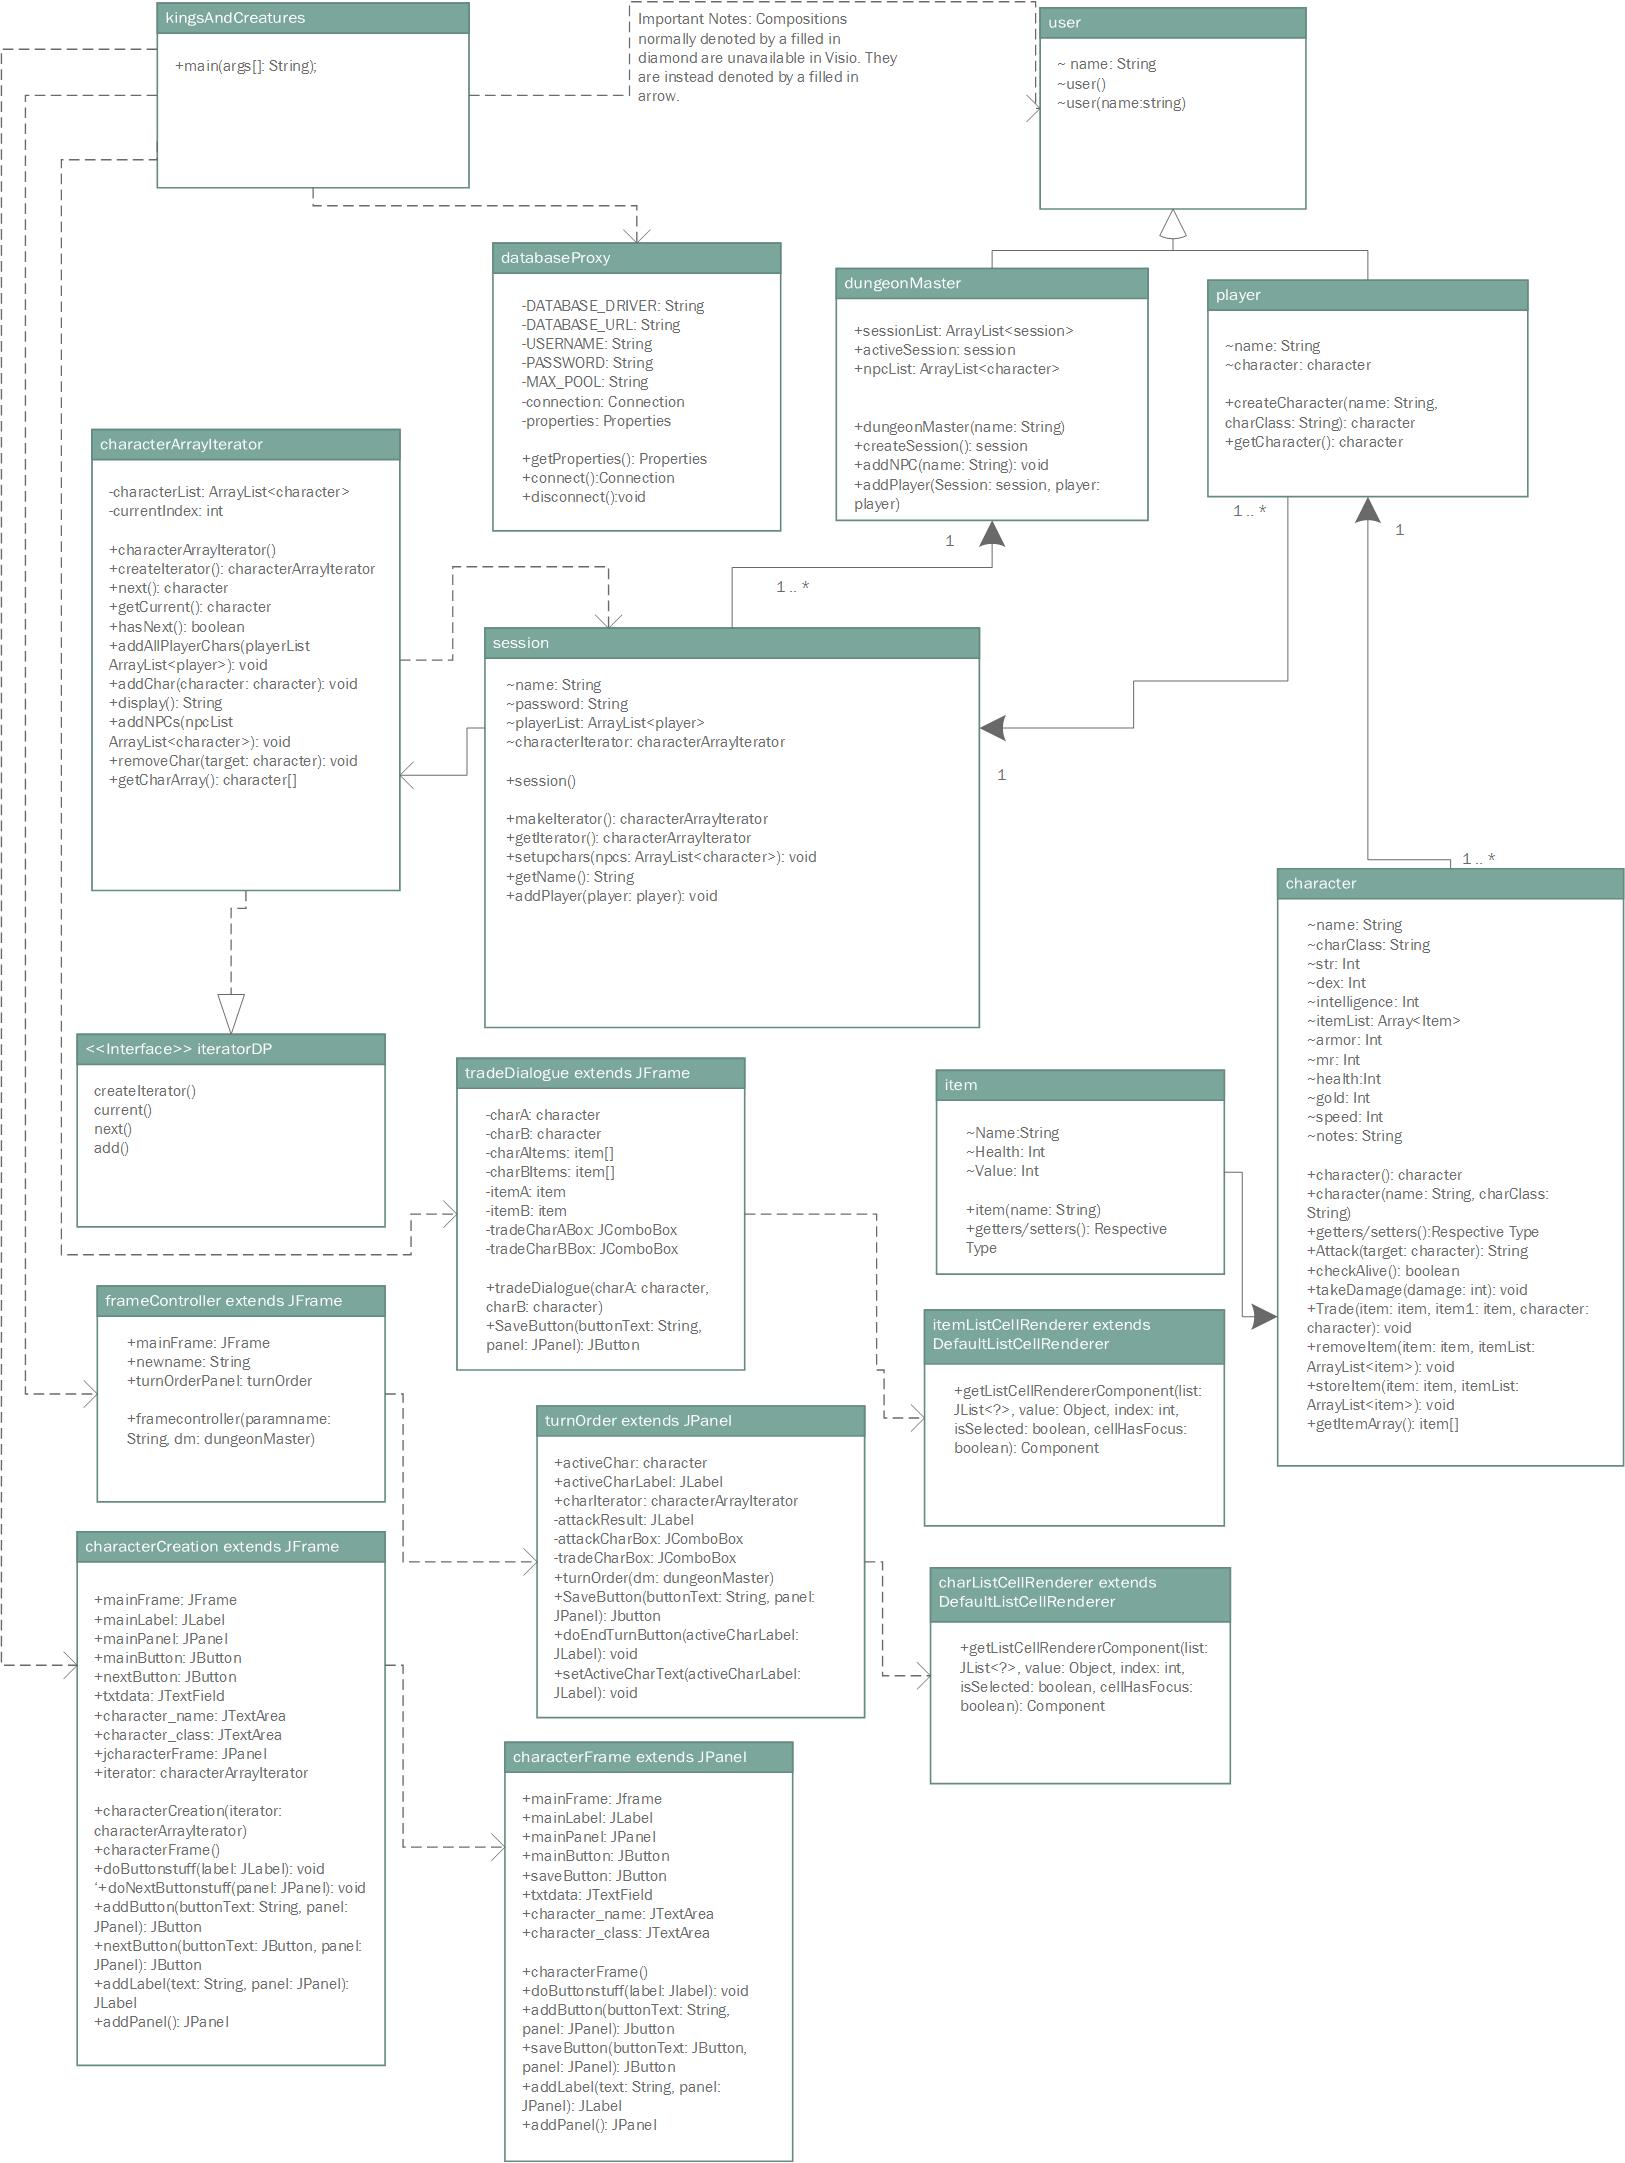 kingsAndCreatures
+main(args[]: String);
Important Notes: Compositions
normally denoted by a filled in
diamond are unavailable in Visio. They
are instead denoted by a filled in
arrow.
user
~ name: String
~user()
~user(name:string)
databaseProxy
-DATABASE_DRIVER: String
-DATABASE_URL: String
-USERNAME: String
-PASSWORD: String
-MAX_POOL: String
-connection: Connection
-properties: Properties
+getProperties(): Properties
+connect():Connection
+disconnect():void
dungeonMaster
+sessionList: ArrayList<session>
+activeSession: session
+npcList: ArrayList<character>
+dungeonMaster(name: String)
+createSession(): session
+addNPC(name: String): void
+addPlayer(Session: session, player:
player)
player
~name: String
~character: character
+createCharacter(name: String,
charClass: String): character
+getCharacter(): character
1 .. *
1
1
1 .. *
characterArrayIterator
-characterList: ArrayList<character>
-currentIndex: int
+characterArrayIterator()
+createIterator(): characterArrayIterator
+next(): character
+getCurrent(): character
+hasNext(): boolean
+addAllPlayerChars(playerList
ArrayList<player>): void
+addChar(character: character): void
+display(): String
+addNPCs(npcList
ArrayList<character>): void
+removeChar(target: character): void
+getCharArray(): character[]
session
~name: String
~password: String
~playerList: ArrayList<player>
~characterIterator: characterArrayIterator
+session()
+makeIterator(): characterArrayIterator
+getIterator(): characterArrayIterator
+setupchars(npcs: ArrayList<character>): void
+getName(): String
+addPlayer(player: player): void
1
1 .. *
character
~name: String
~charClass: String
~str: Int
~dex: Int
~intelligence: Int
~itemList: Array<Item>
~armor: Int
~mr: Int
~health:Int
~gold: Int
~speed: Int
~notes: String
+character(): character
+character(name: String, charClass:
String)
+getters/setters():Respective Type
+Attack(target: character): String
+checkAlive(): boolean
+takeDamage(damage: int): void
+Trade(item: item, item1: item, character:
character): void
+removeItem(item: item, itemList:
ArrayList<item>): void
+storeItem(item: item, itemList:
ArrayList<item>): void
+getItemArray(): item[]
<<Interface>> iteratorDP
createIterator()
current()
next()
add()
tradeDialogue extends JFrame
-charA: character
-charB: character
-charAItems: item[]
-charBItems: item[]
-itemA: item
-itemB: item
-tradeCharABox: JComboBox
-tradeCharBBox: JComboBox
+tradeDialogue(charA: character,
charB: character)
+SaveButton(buttonText: String,
panel: JPanel): JButton
item
~Name:String
~Health: Int
~Value: Int
+item(name: String)
+getters/setters(): Respective
Type
frameController extends JFrame
+mainFrame: JFrame
+newname: String
+turnOrderPanel: turnOrder
+framecontroller(paramname:
String, dm: dungeonMaster)
itemListCellRenderer extends
DefaultListCellRenderer
+getListCellRendererComponent(list:
JList<?>, value: Object, index: int,
isSelected: boolean, cellHasFocus:
boolean): Component
turnOrder extends JPanel
+activeChar: character
+activeCharLabel: JLabel
+charIterator: characterArrayIterator
-attackResult: JLabel
-attackCharBox: JComboBox
-tradeCharBox: JComboBox
+turnOrder(dm: dungeonMaster)
+SaveButton(buttonText: String, panel:
JPanel): Jbutton
+doEndTurnButton(activeCharLabel:
JLabel): void
+setActiveCharText(activeCharLabel:
JLabel): void
characterCreation extends JFrame
+mainFrame: JFrame
+mainLabel: JLabel
+mainPanel: JPanel
+mainButton: JButton
+nextButton: JButton
+txtdata: JTextField
+character_name: JTextArea
+character_class: JTextArea
+jcharacterFrame: JPanel
+iterator: characterArrayIterator
+characterCreation(iterator:
characterArrayIterator)
+characterFrame()
+doButtonstuff(label: JLabel): void
‘+doNextButtonstuff(panel: JPanel): void
+addButton(buttonText: String, panel:
JPanel): JButton
+nextButton(buttonText: JButton, panel:
JPanel): JButton
+addLabel(text: String, panel: JPanel):
JLabel
+addPanel(): JPanel
charListCellRenderer extends
DefaultListCellRenderer
+getListCellRendererComponent(list:
JList<?>, value: Object, index: int,
isSelected: boolean, cellHasFocus:
boolean): Component
characterFrame extends JPanel
+mainFrame: Jframe
+mainLabel: JLabel
+mainPanel: JPanel
+mainButton: JButton
+saveButton: JButton
+txtdata: JTextField
+character_name: JTextArea
+character_class: JTextArea
+characterFrame()
+doButtonstuff(label: Jlabel): void
+addButton(buttonText: String,
panel: JPanel): Jbutton
+saveButton(buttonText: JButton,
panel: JPanel): JButton
+addLabel(text: String, panel:
JPanel): JLabel
+addPanel(): JPanel